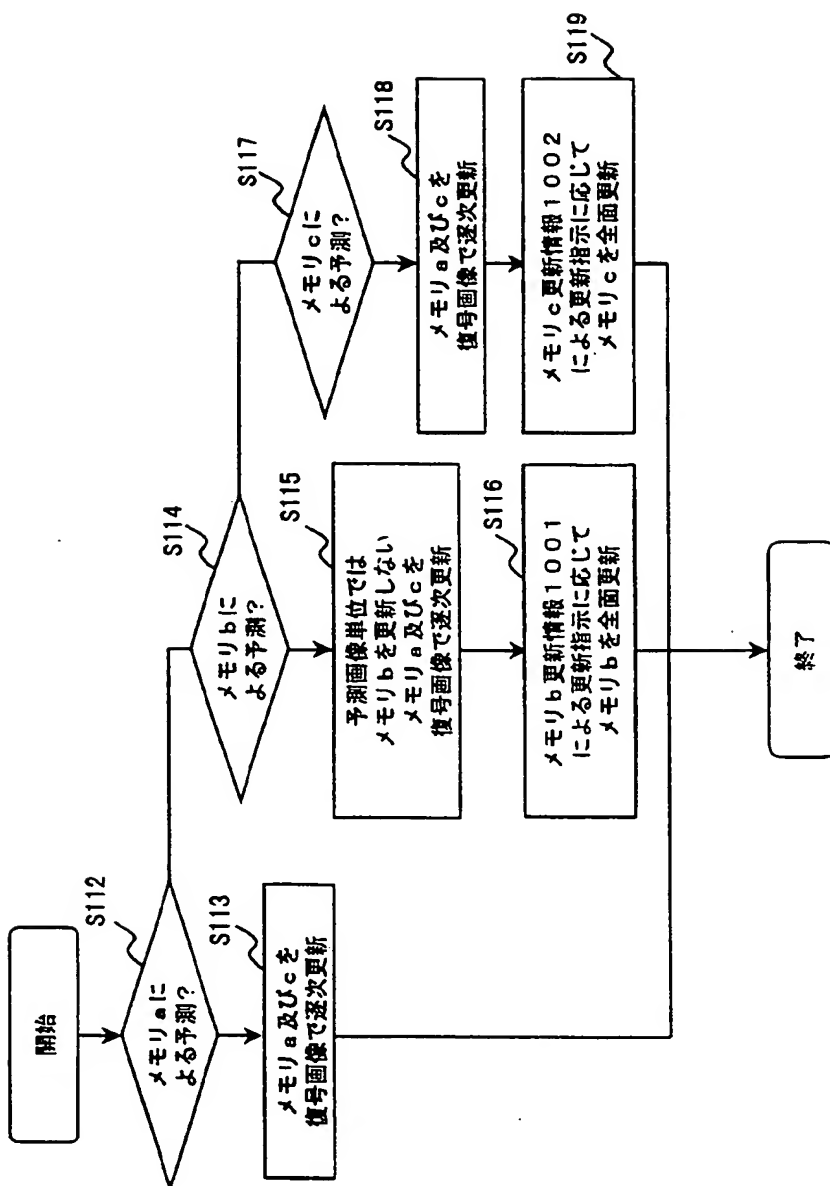 開始
S112
メモリaに
よる予測?
S113
メモリa及びcを
復号画像で逐次更新
S114
メモリbに
よる予測?
S115
予測画像単位では
メモリbを更新しない
メモリa及びcを
復号画像で逐次更新
S116
メモリb更新情報1001
による更新指示に応じて
メモリbを全面更新
S117
メモリcに
よる予測?
S118
メモリa及びcを
復号画像で逐次更新
S119
メモリc更新情報1002
による更新指示に応じて
メモリcを全面更新
終了